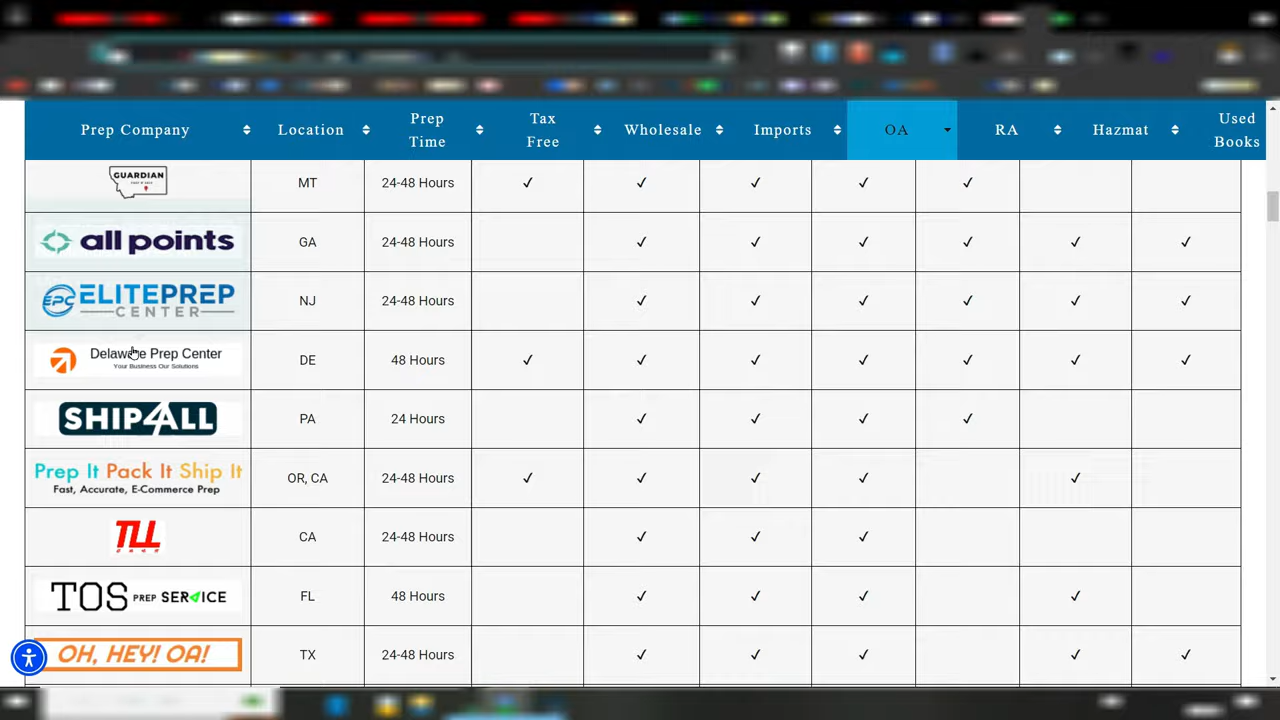 Prep Company Location Prep Time Tax Free Wholesale Imports OA RA Hazmat Used Books
GUARDIAN MT 24-48 Hours ✓ ✓ ✓ ✓ ✓
all points GA 24-48 Hours ✓ ✓ ✓ ✓ ✓ ✓
EPC ELITEPREP CENTER NJ 24-48 Hours ✓ ✓ ✓ ✓ ✓ ✓
Delaware Prep Center DE 48 Hours ✓ ✓ ✓ ✓ ✓ ✓ ✓
Your Business Our Solutions
SHIP4ALL PA 24 Hours ✓ ✓ ✓ ✓
Prep It Pack It Ship It OR, CA 24-48 Hours ✓ ✓ ✓ ✓ ✓
Fast, Accurate, E-Commerce Prep
TLL CA 24-48 Hours ✓ ✓ ✓
TOS PREP SERVICE FL 48 Hours ✓ ✓ ✓ ✓
OH, HEY! OA! TX 24-48 Hours ✓ ✓ ✓ ✓ ✓